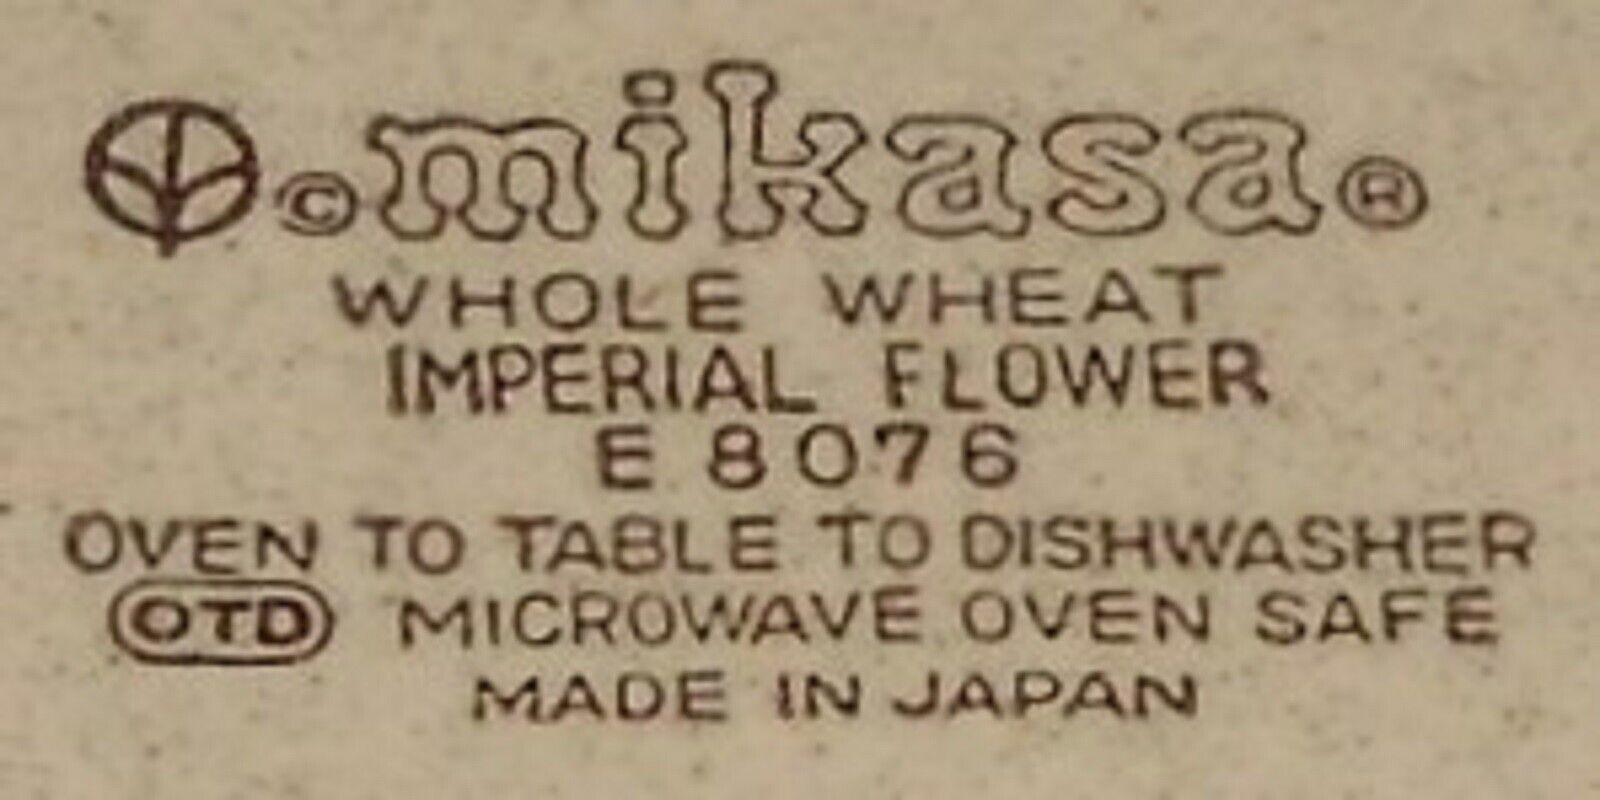 © mikasa ®
WHOLE WHEAT
IMPERIAL FLOWER
E 8076
OVEN TO TABLE TO DISHWASHER
OTD MICROWAVE OVEN SAFE
MADE IN JAPAN